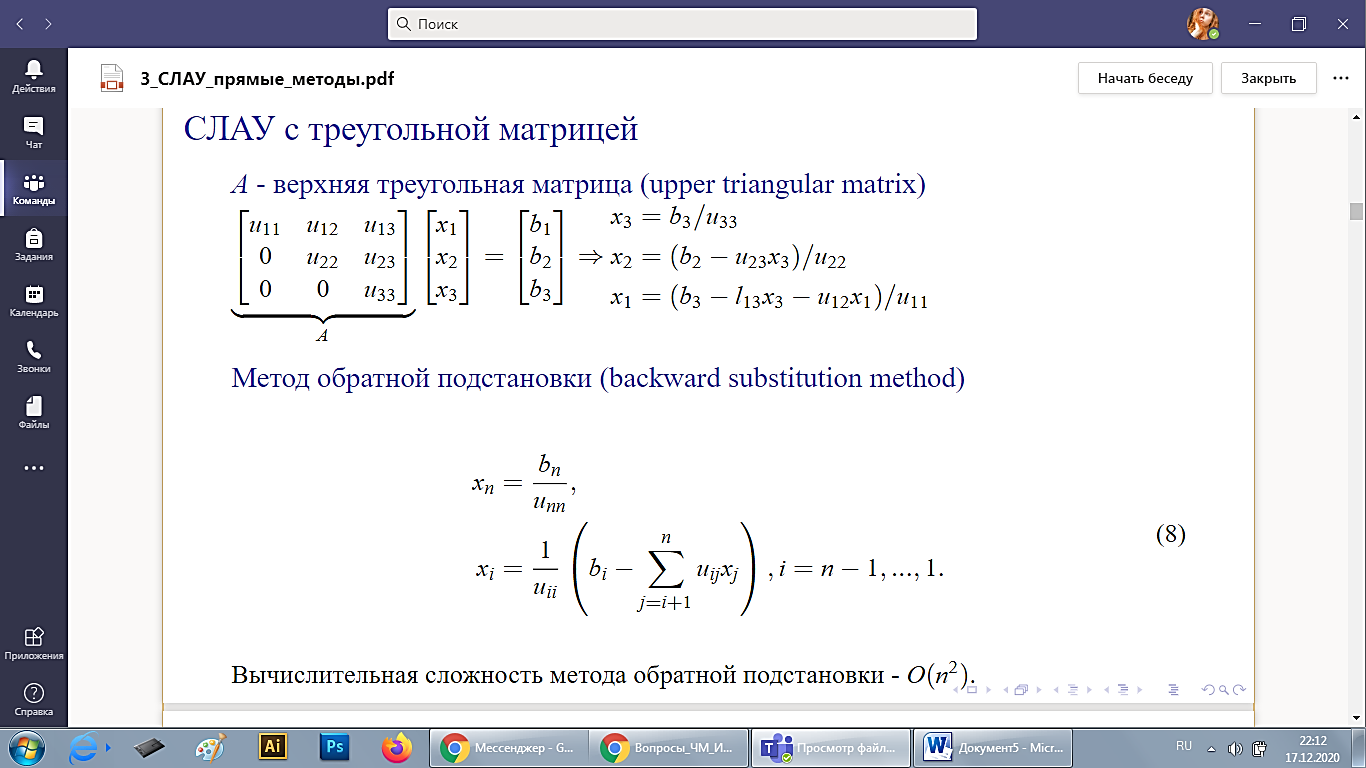 Поиск
3_СЛАУ_прямые_методы.pdf
Начать беседу
Закрыть
Действия
Чат
Команды
Задания
Календарь
Звонки
Файлы
Приложения
Справка
СЛАУ с треугольной матрицей
A - верхняя треугольная матрица (upper triangular matrix)
[u11 u12 u13; 0 u22 u23; 0 0 u33] [x1; x2; x3] = [b1; b2; b3] ⇒
A
x3 = b3/u33
x2 = (b2 − u23x3)/u22
x1 = (b3 − l13x3 − u12x1)/u11
Метод обратной подстановки (backward substitution method)
xn = bn/unn,
xi = 1/uii (bi − ∑_{j=i+1}^{n} uijxj), i = n − 1, ..., 1.
(8)
Вычислительная сложность метода обратной подстановки - O(n²).
Ai
Ps
Мессенджер - G...
Вопросы_ЧМ_И...
Просмотр файл...
Документ5 - Micr...
RU
22:12
17.12.2020